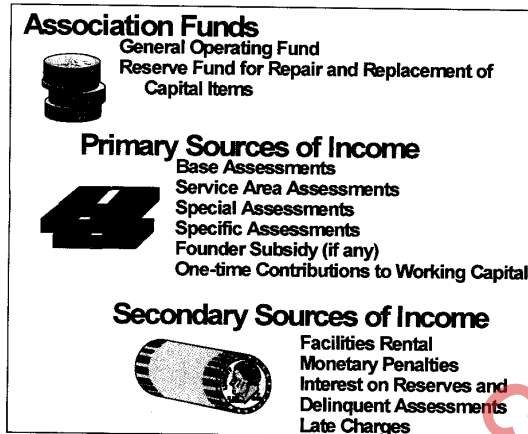 Association Funds
General Operating Fund
Reserve Fund for Repair and Replacement of
Capital Items
Primary Sources of Income
Base Assessments
Service Area Assessments
Special Assessments
Specific Assessments
Founder Subsidy (if any)
One-time Contributions to Working Capital
Secondary Sources of Income
Facilities Rental
Monetary Penalties
Interest on Reserves and
Delinquent Assessments
Late Charges